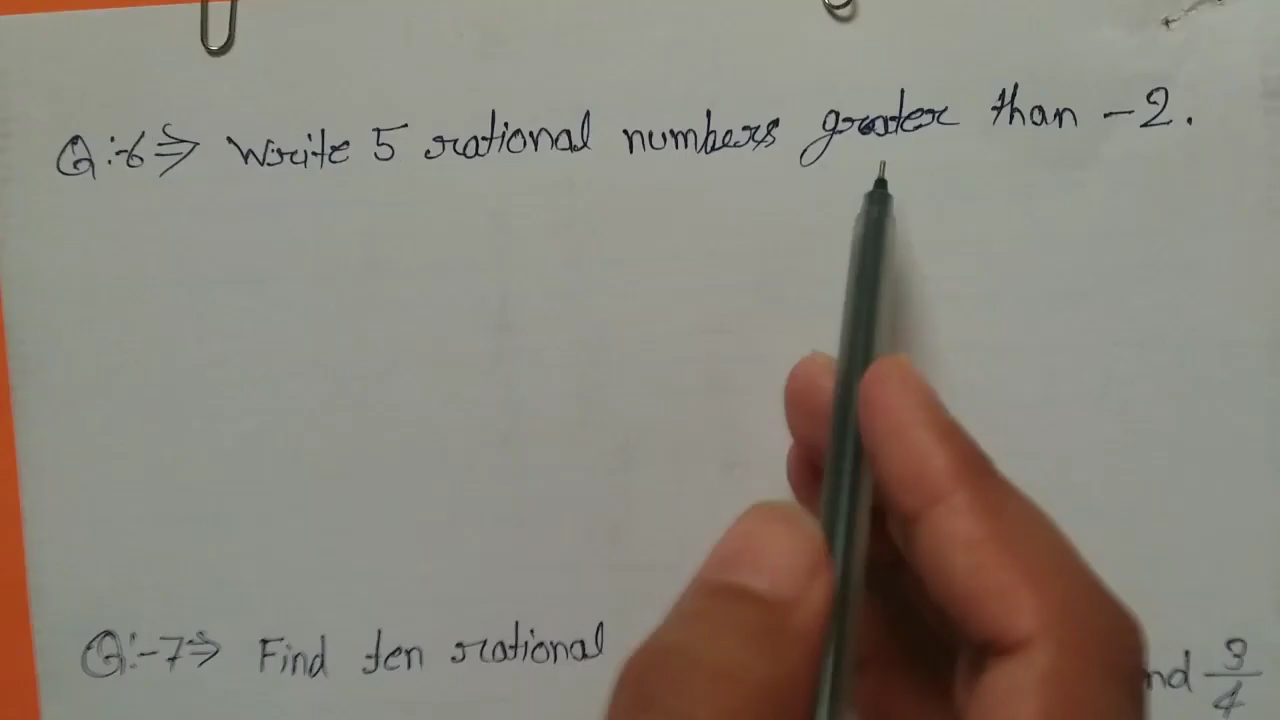 Q:-6⇒ Write 5 rational numbers greater than -2.
Q:-7⇒ Find ten rational nd 3/4